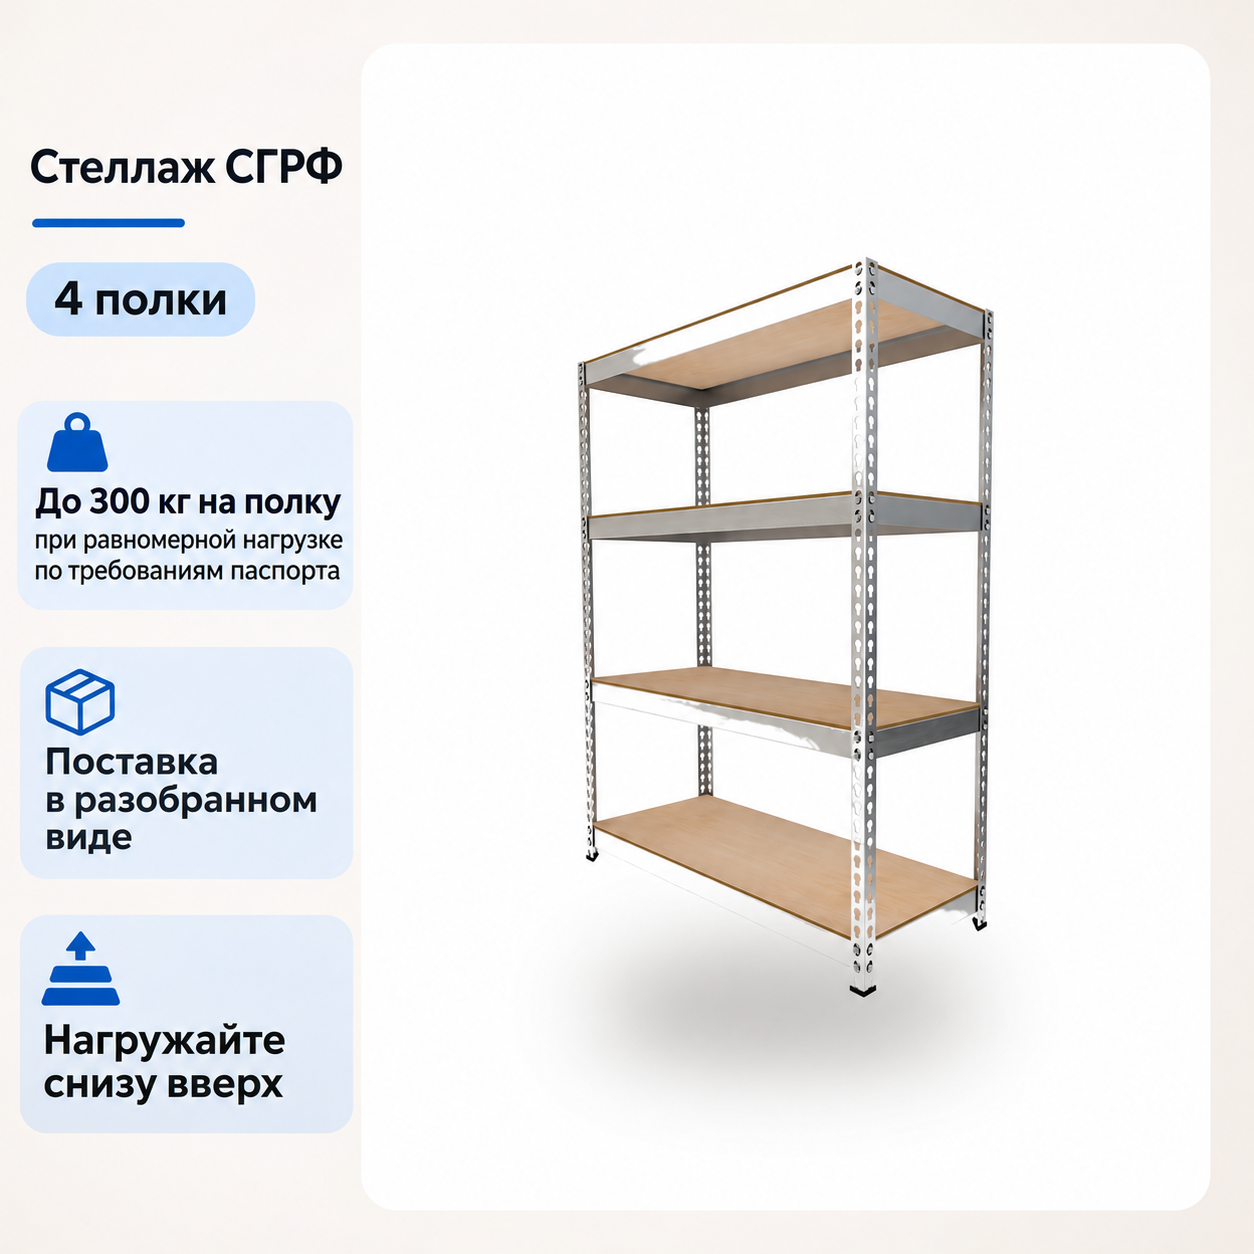 Стеллаж СГРФ
4 полки
До 300 кг на полку
при равномерной нагрузке
по требованиям паспорта
Поставка
в разобранном
виде
Нагружайте
снизу вверх